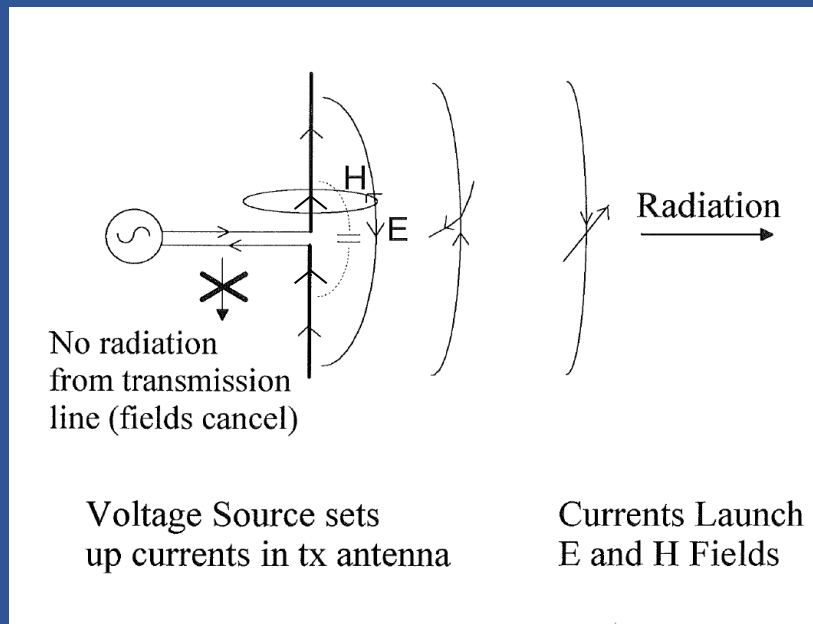 H
E
Radiation
No radiation
from transmission
line (fields cancel)
Voltage Source sets
up currents in tx antenna
Currents Launch
E and H Fields